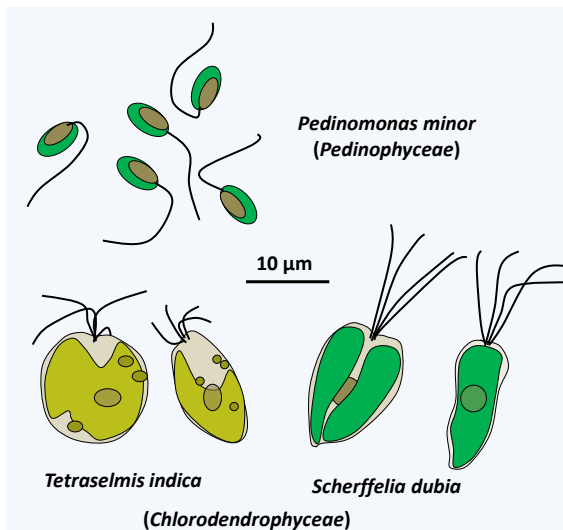 Pedinomonas minor
(Pedinophyceae)
10 μm
Tetraselmis indica
Scherffelia dubia
(Chlorodendrophyceae)